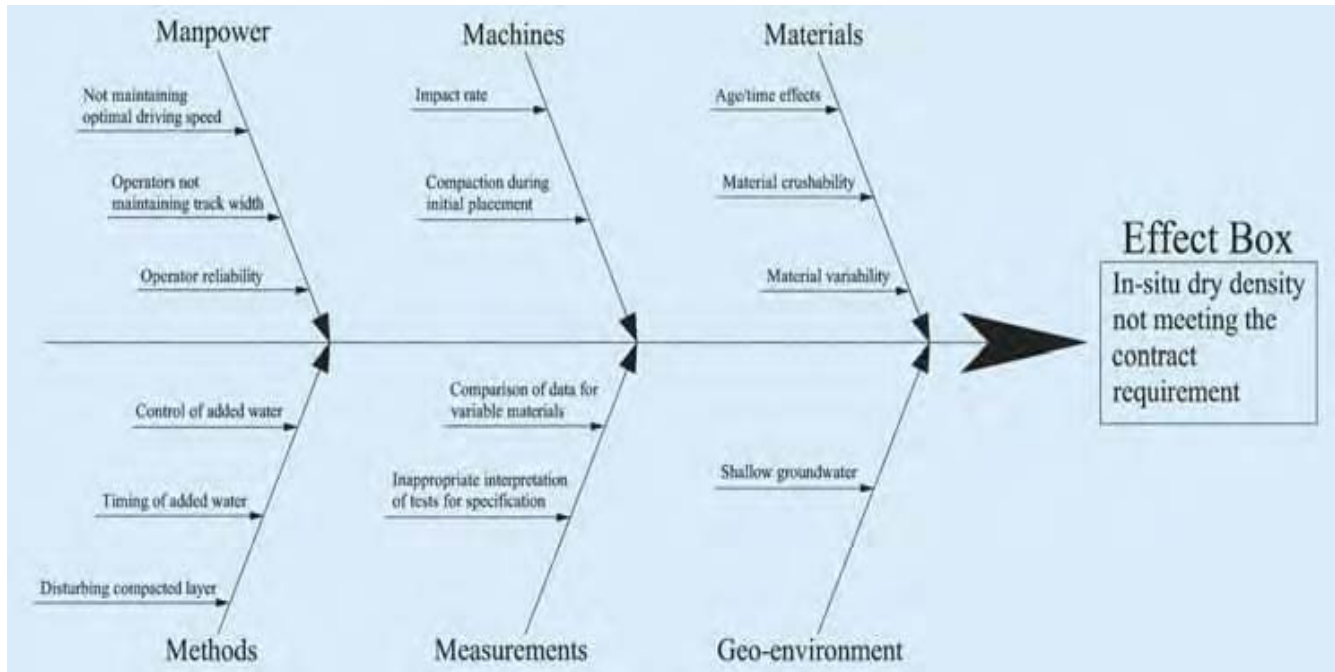 Manpower
Machines
Materials
Not maintaining
optimal driving speed
Operators not
maintaining track width
Operator reliability
Impact rate
Compaction during
initial placement
Age/time effects
Material crushability
Material variability
Effect Box
In-situ dry density
not meeting the
contract
requirement
Control of added water
Timing of added water
Disturbing compacted layer
Comparison of data for
variable materials
Inappropriate interpretation
of tests for specification
Shallow groundwater
Methods
Measurements
Geo-environment